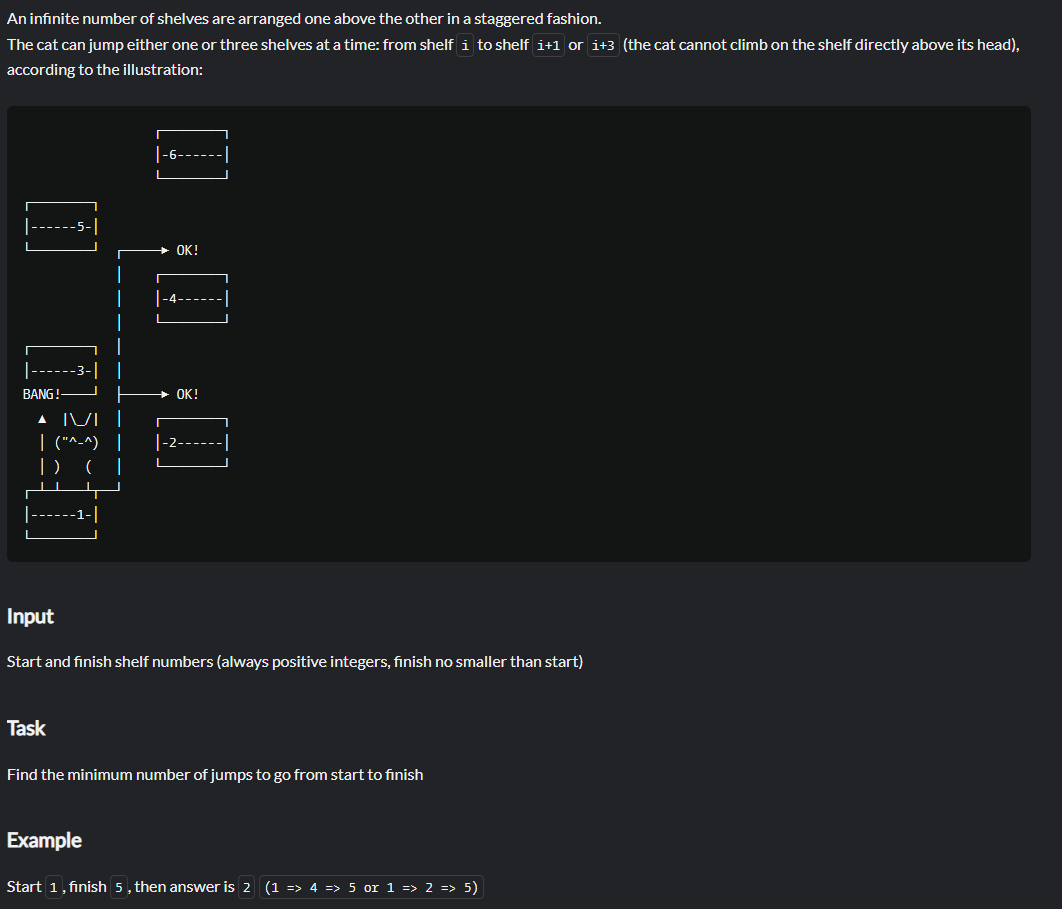 An infinite number of shelves are arranged one above the other in a staggered fashion.
The cat can jump either one or three shelves at a time: from shelf i to shelf i+1 or i+3 (the cat cannot climb on the shelf directly above its head),
according to the illustration:
              ┌────────┐
              |-6------|
              └────────┘
┌────────┐
|------5-|
└────────┘  ┌────► OK!
            |  ┌────────┐
            |  |-4------|
            |  └────────┘
┌────────┐  |
|------3-|  |
BANG!────┘  ├────► OK!
  ▲  |\_/|  |  ┌────────┐
  | ("^-^)  |  |-2------|
  | )   (   |  └────────┘
┌─┴─┴───┴┬──┘
|------1-|
└────────┘
Input
Start and finish shelf numbers (always positive integers, finish no smaller than start)
Task
Find the minimum number of jumps to go from start to finish
Example
Start 1, finish 5, then answer is 2 (1 => 4 => 5 or 1 => 2 => 5)